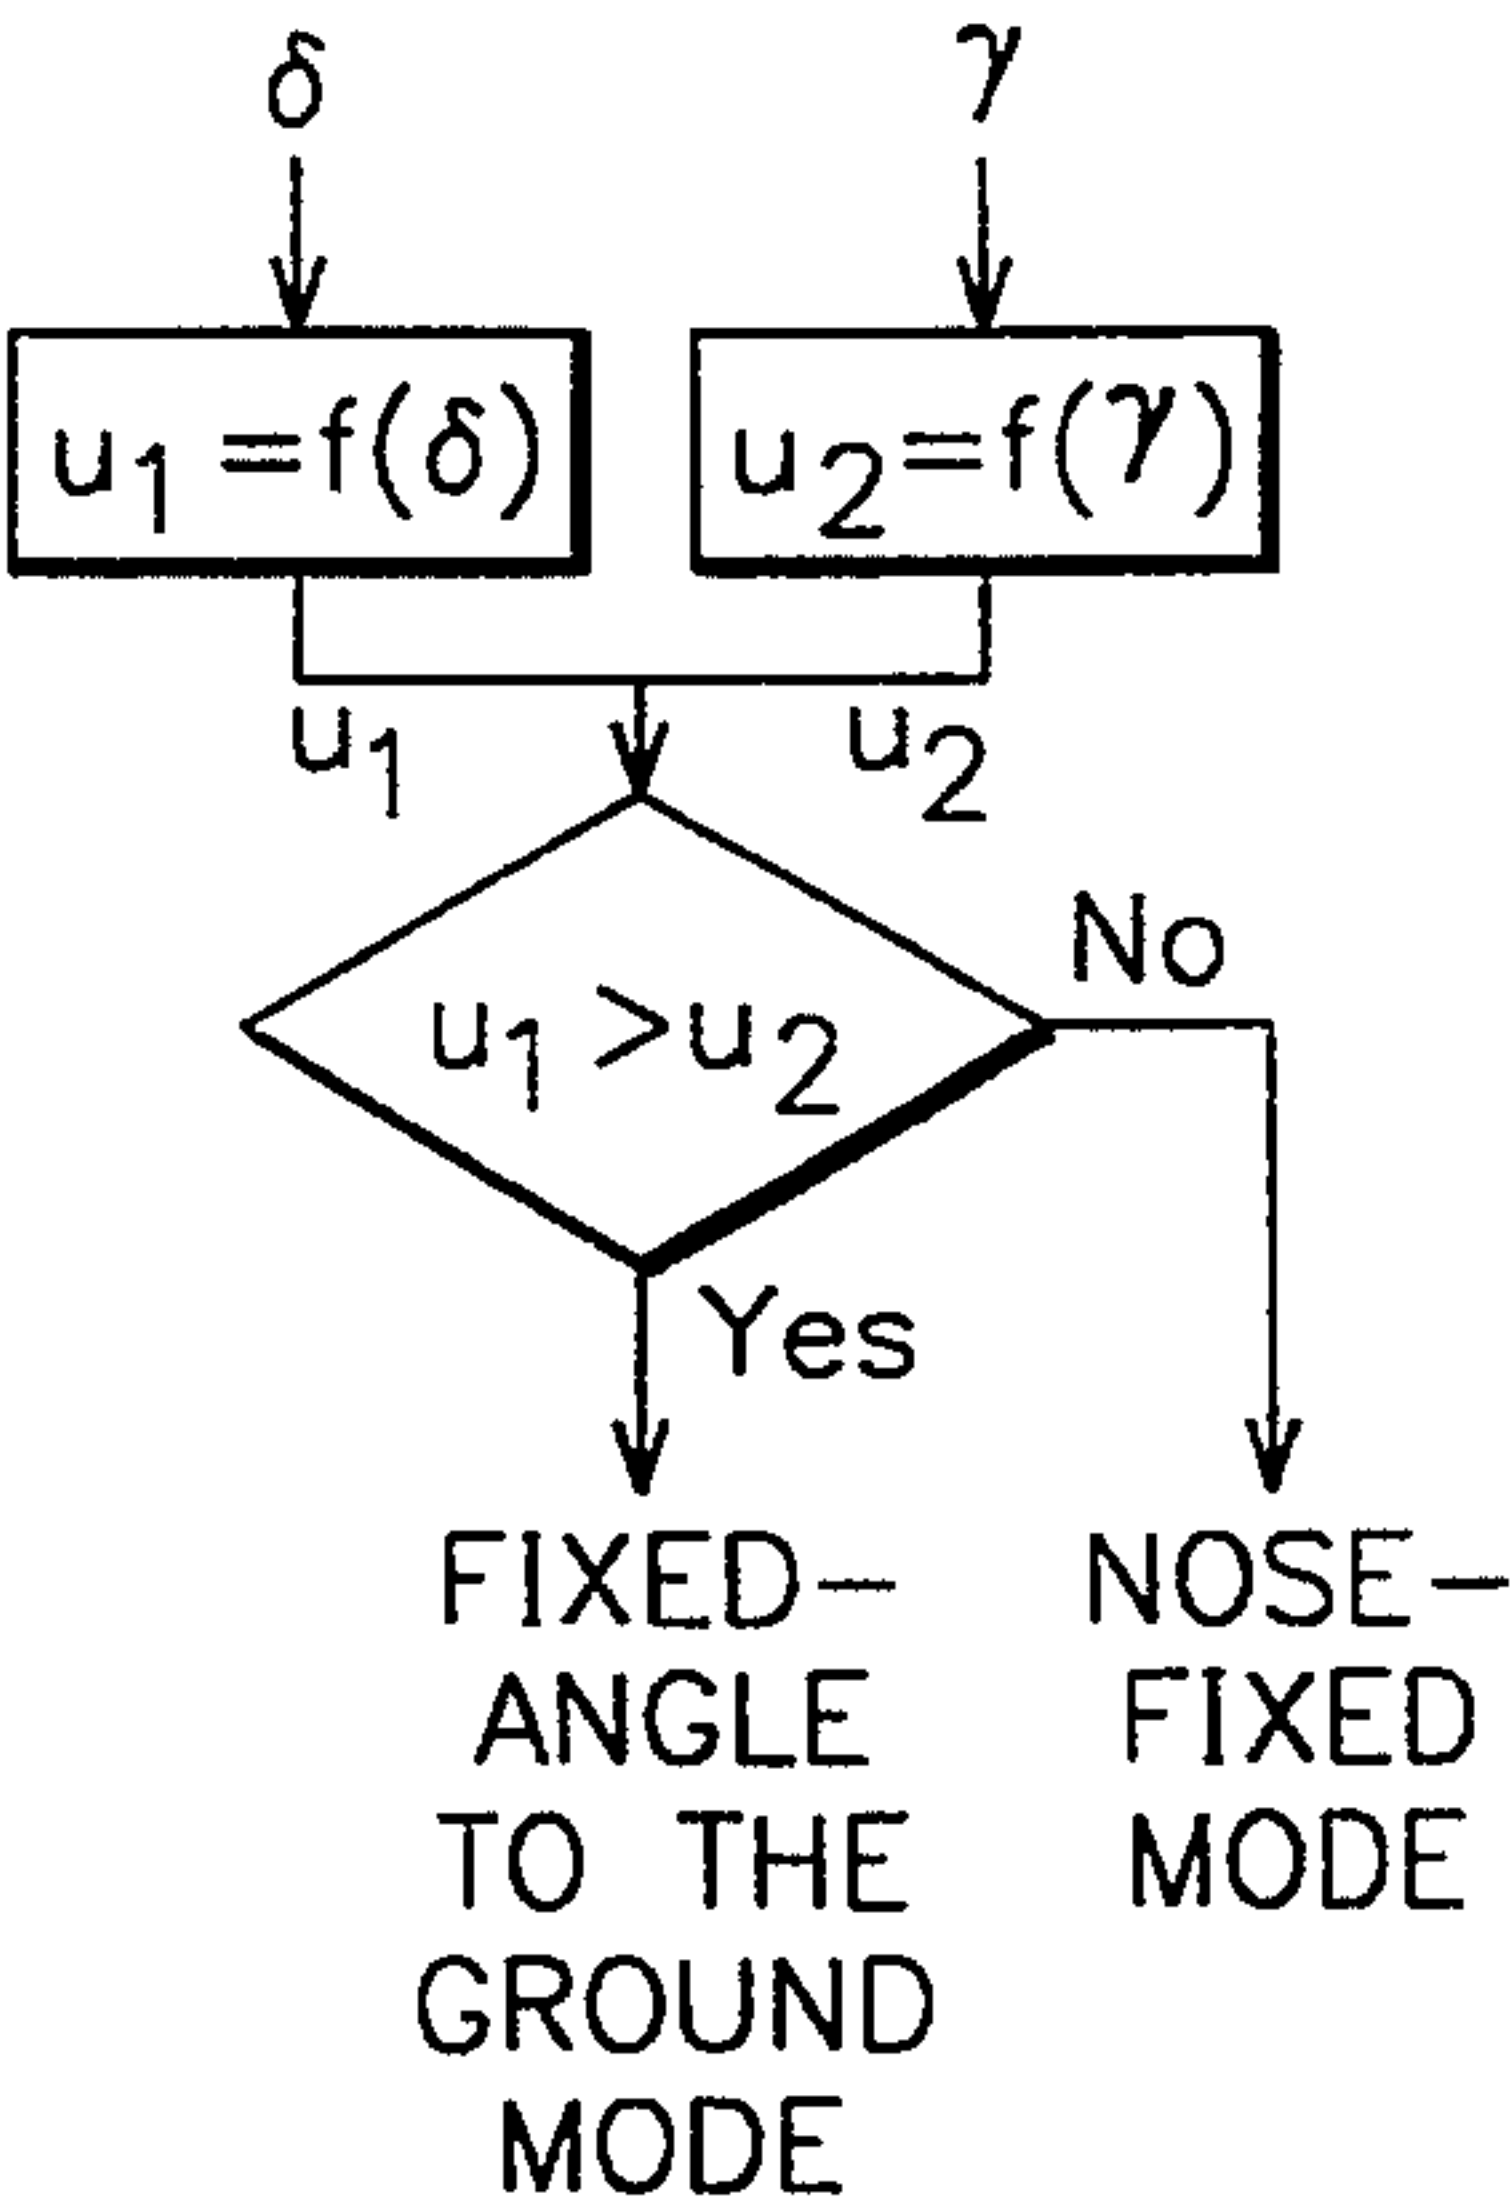 δ
γ
u1=f(δ)
u2=f(γ)
u1
u2
u1>u2
No
Yes
FIXED-
ANGLE
TO THE
GROUND
MODE
NOSE-
FIXED
MODE